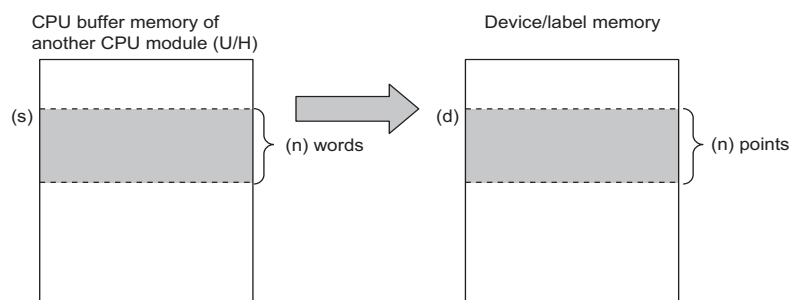 CPU buffer memory of
another CPU module (U/H)
Device/label memory
(s)
(n) words
(d)
(n) points